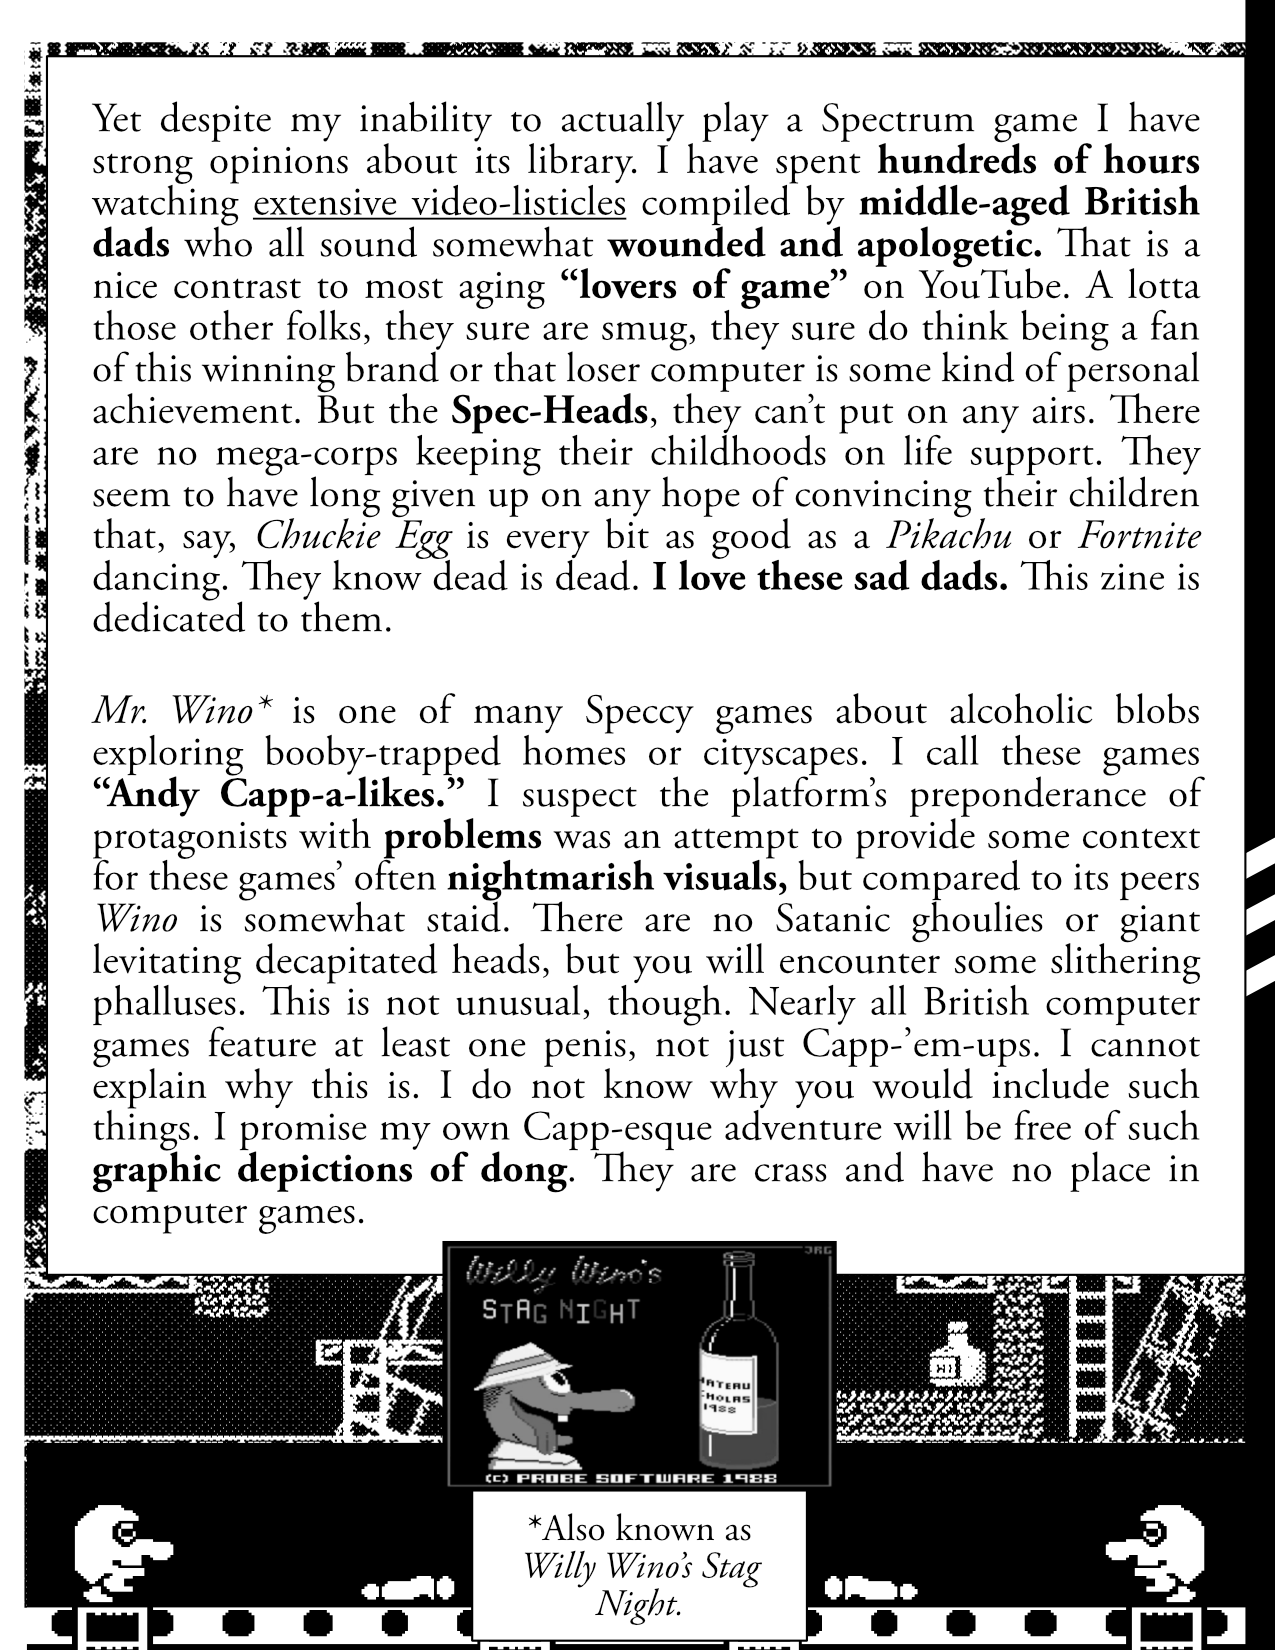 Yet despite my inability to actually play a Spectrum game I have
strong opinions about its library. I have spent hundreds of hours
watching extensive video-listicles compiled by middle-aged British
dads who all sound somewhat wounded and apologetic. That is a
nice contrast to most aging “lovers of game” on YouTube. A lotta
those other folks, they sure are smug, they sure do think being a fan
of this winning brand or that loser computer is some kind of personal
achievement. But the Spec-Heads, they can’t put on any airs. There
are no mega-corps keeping their childhoods on life support. They
seem to have long given up on any hope of convincing their children
that, say, Chuckie Egg is every bit as good as a Pikachu or Fortnite
dancing. They know dead is dead. I love these sad dads. This zine is
dedicated to them.
Mr. Wino* is one of many Speccy games about alcoholic blobs
exploring booby-trapped homes or cityscapes. I call these games
“Andy Capp-a-likes.” I suspect the platform’s preponderance of
protagonists with problems was an attempt to provide some context
for these games’ often nightmarish visuals, but compared to its peers
Wino is somewhat staid. There are no Satanic ghoulies or giant
levitating decapitated heads, but you will encounter some slithering
phalluses. This is not unusual, though. Nearly all British computer
games feature at least one penis, not just Capp-’em-ups. I cannot
explain why this is. I do not know why you would include such
things. I promise my own Capp-esque adventure will be free of such
graphic depictions of dong. They are crass and have no place in
computer games.
JRG
Willy Wino's
STAG NIGHT
HATEAU
CHOLAS
1988
(C) PROBE SOFTWARE 1988
*Also known as
Willy Wino’s Stag
Night.